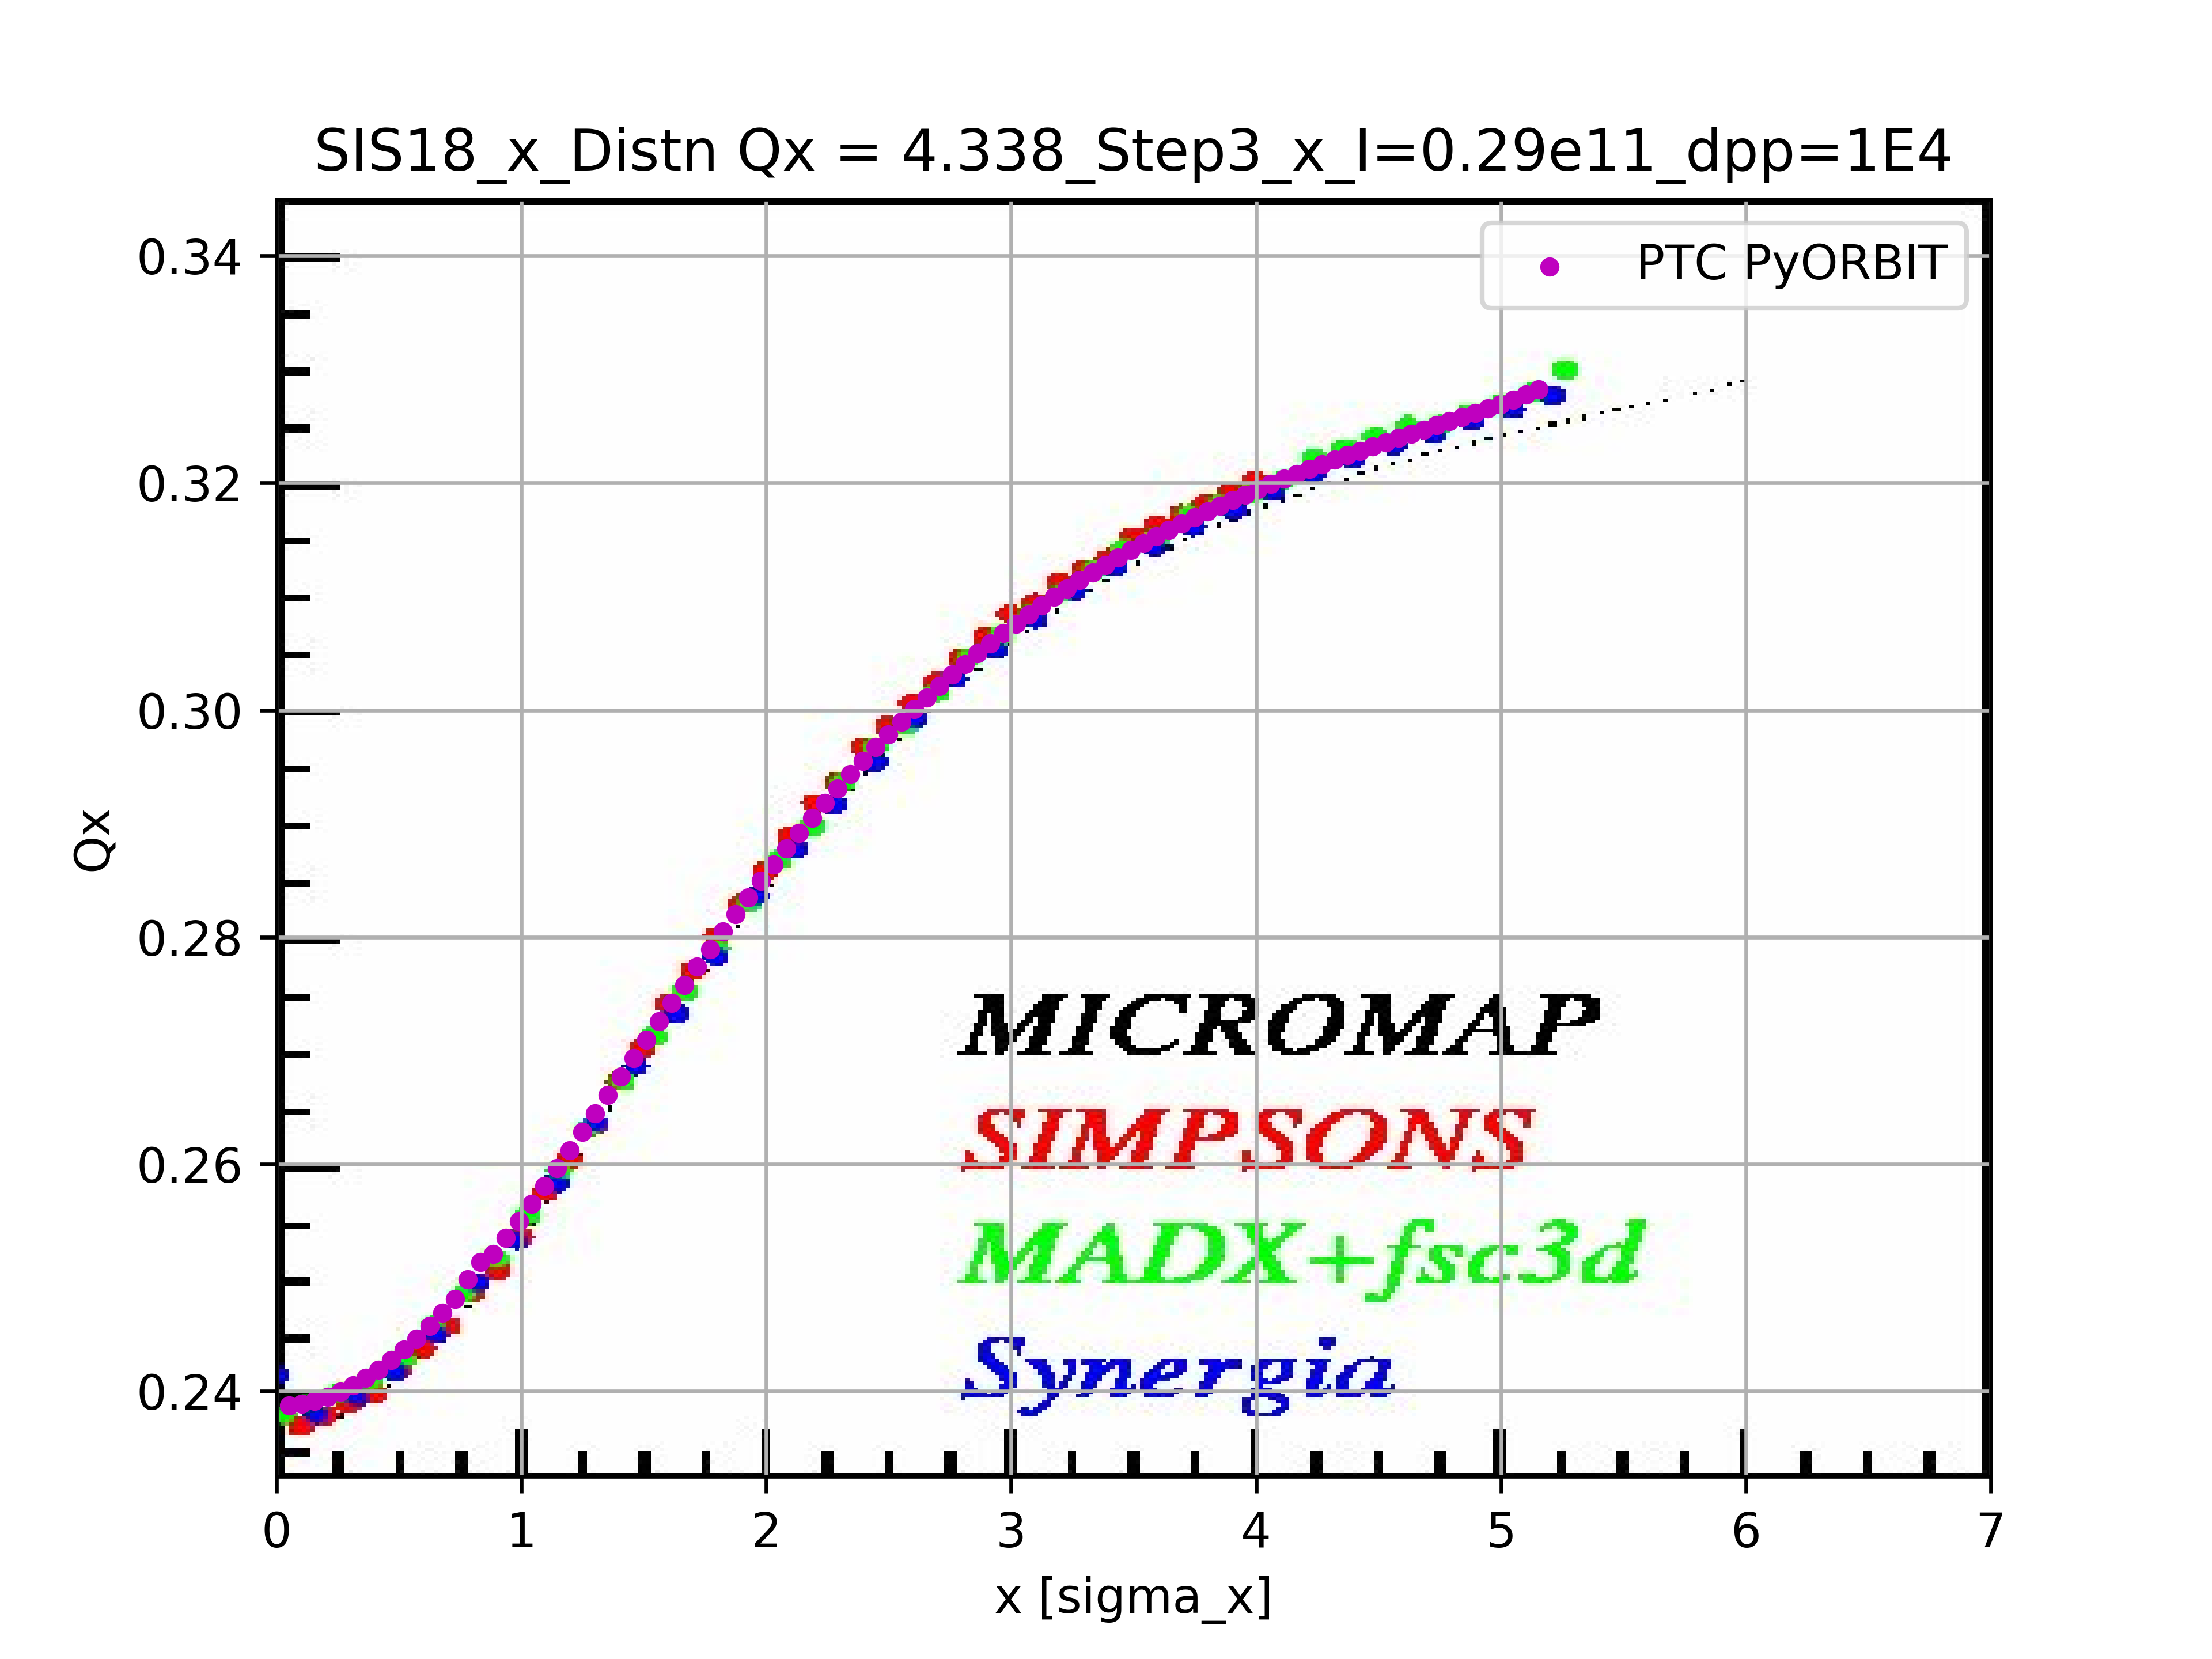 SIS18_x_Distn Qx = 4.338_Step3_x_I=0.29e11_dpp=1E4
PTC PyORBIT
0.34
0.32
0.30
0.28
0.26
0.24
Qx
MICROMAP
SIMPSONS
MADX+fsc3d
Synergia
0 1 2 3 4 5 6 7
x [sigma_x]